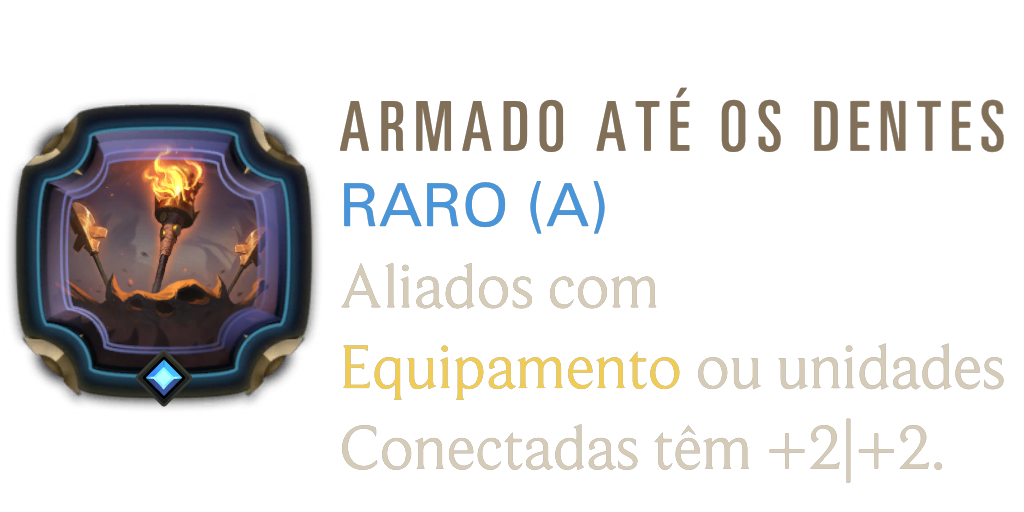 ARMADO ATÉ OS DENTES
RARO (A)
Aliados com
Equipamento ou unidades
Conectadas têm +2|+2.